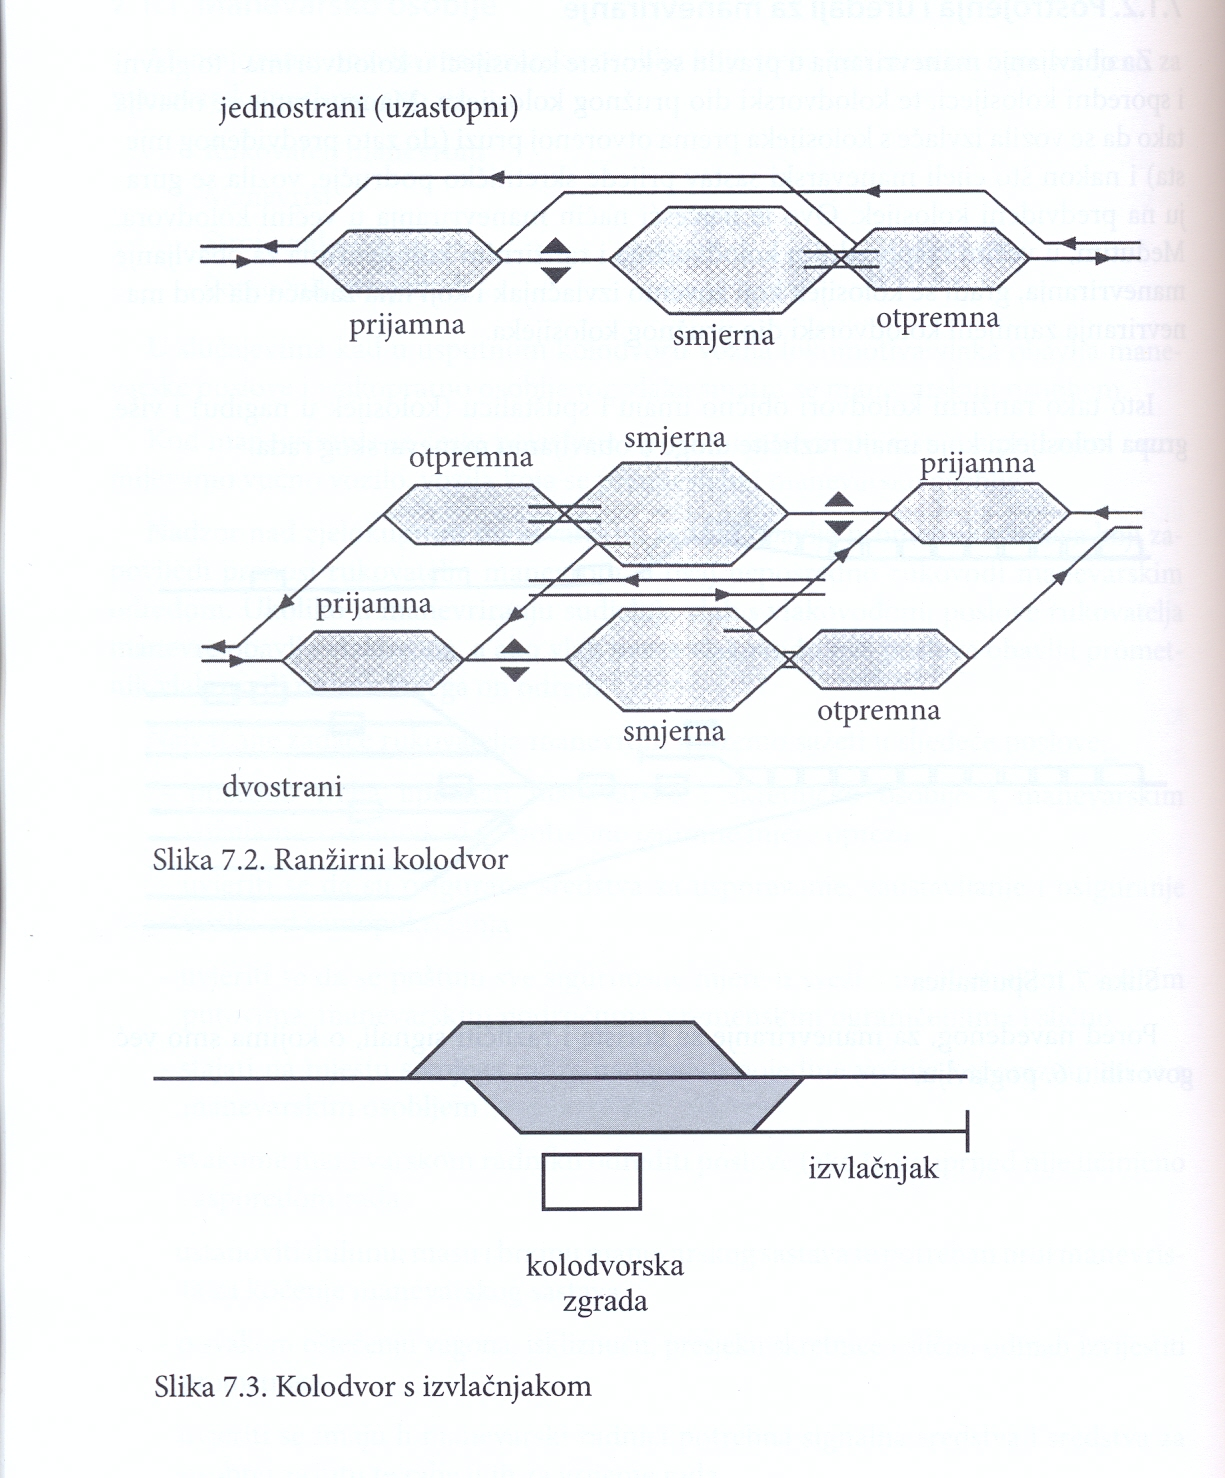 jednostrani (uzastopni)
prijamna
smjerna
otpremna
smjerna
otpremna
prijamna
prijamna
otpremna
smjerna
dvostrani
Slika 7.2. Ranžirni kolodvor
izvlačnjak
kolodvorska
zgrada
Slika 7.3. Kolodvor s izvlačnjakom